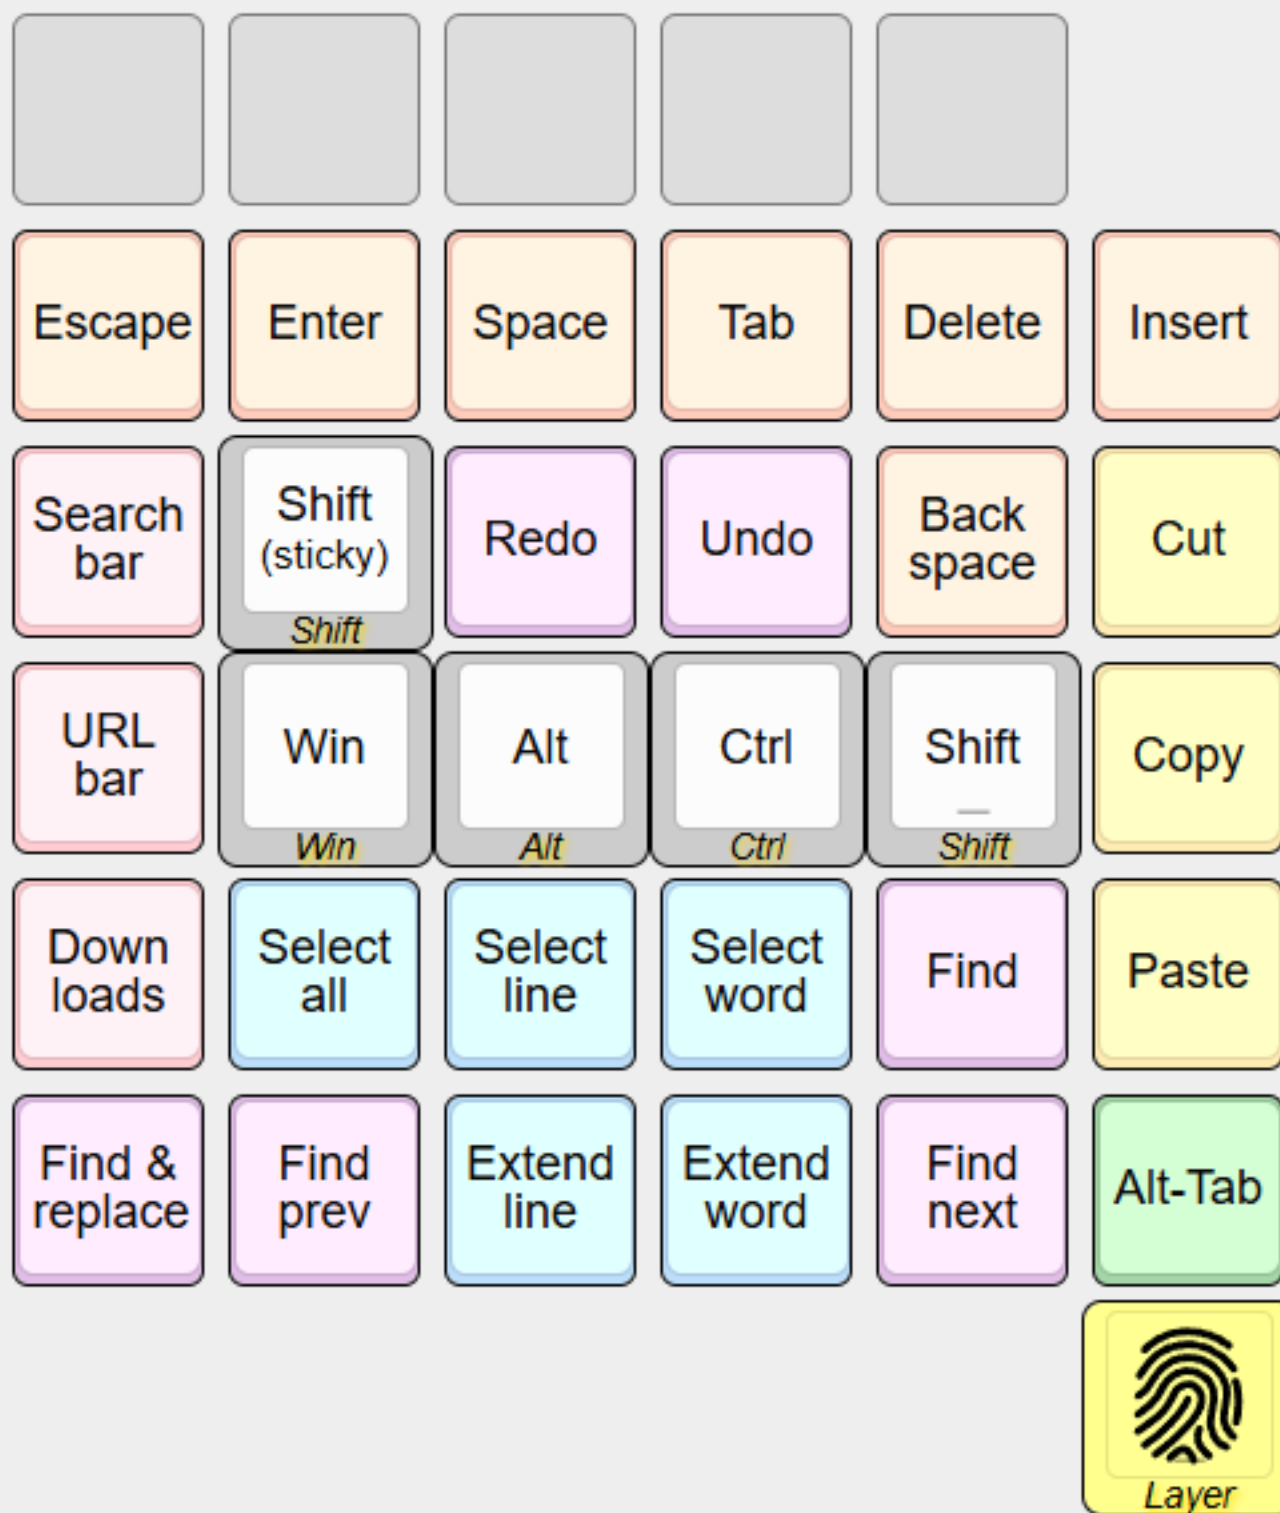 Escape Enter Space Tab Delete Insert
Search
bar
Shift
(sticky)
Shift
Redo
Undo
Back
space
Cut
URL
bar
Win
Win
Alt
Alt
Ctrl
Ctrl
Shift
_
Shift
Copy
Down
loads
Select
all
Select
line
Select
word
Find
Paste
Find &
replace
Find
prev
Extend
line
Extend
word
Find
next
Alt-Tab
Layer